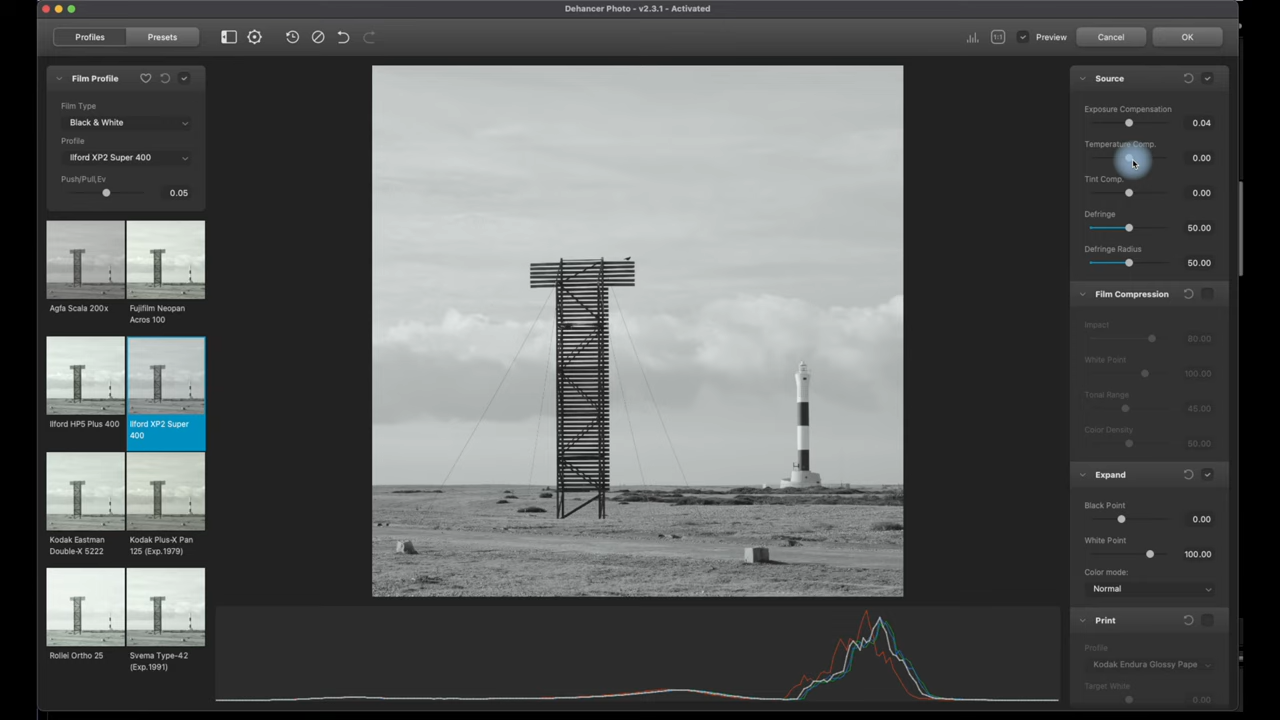 Dehancer Photo - v2.3.1 - Activated
Profiles
Presets
1:1
Preview
Cancel
OK
Film Profile
Film Type
Black & White
Profile
Ilford XP2 Super 400
Push/Pull,Ev
0.05
Agfa Scala 200x
Fujifilm Neopan
Acros 100
Ilford HP5 Plus 400
Ilford XP2 Super
400
Kodak Eastman
Double-X 5222
Kodak Plus-X Pan
125 (Exp.1979)
Rollei Ortho 25
Svema Type-42
(Exp.1991)
Source
Exposure Compensation
0.04
Temperature Comp.
0.00
Tint Comp.
0.00
Defringe
50.00
Defringe Radius
50.00
Film Compression
Impact
80.00
White Point
100.00
Tonal Range
45.00
Color Density
50.00
Expand
Black Point
0.00
White Point
100.00
Color mode:
Normal
Print
Profile
Kodak Endura Glossy Pape
Target White
0.00